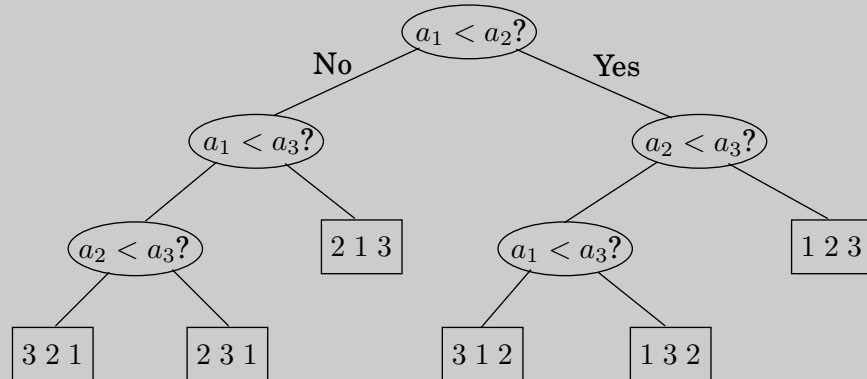 a₁ < a₂?
No
Yes
a₁ < a₃?
a₂ < a₃?
a₂ < a₃?
2 1 3
a₁ < a₃?
1 2 3
3 2 1
2 3 1
3 1 2
1 3 2